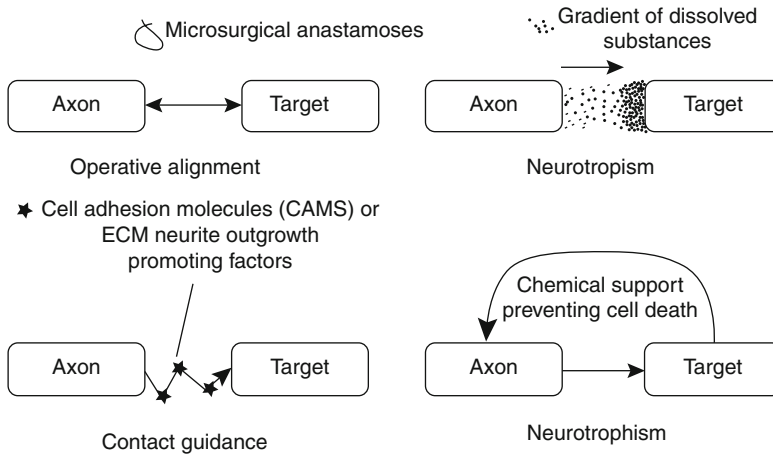 Microsurgical anastamoses
Axon
Target
Operative alignment
Gradient of dissolved
substances
Axon
Target
Neurotropism
Cell adhesion molecules (CAMS) or
ECM neurite outgrowth
promoting factors
Axon
Target
Contact guidance
Chemical support
preventing cell death
Axon
Target
Neurotrophism